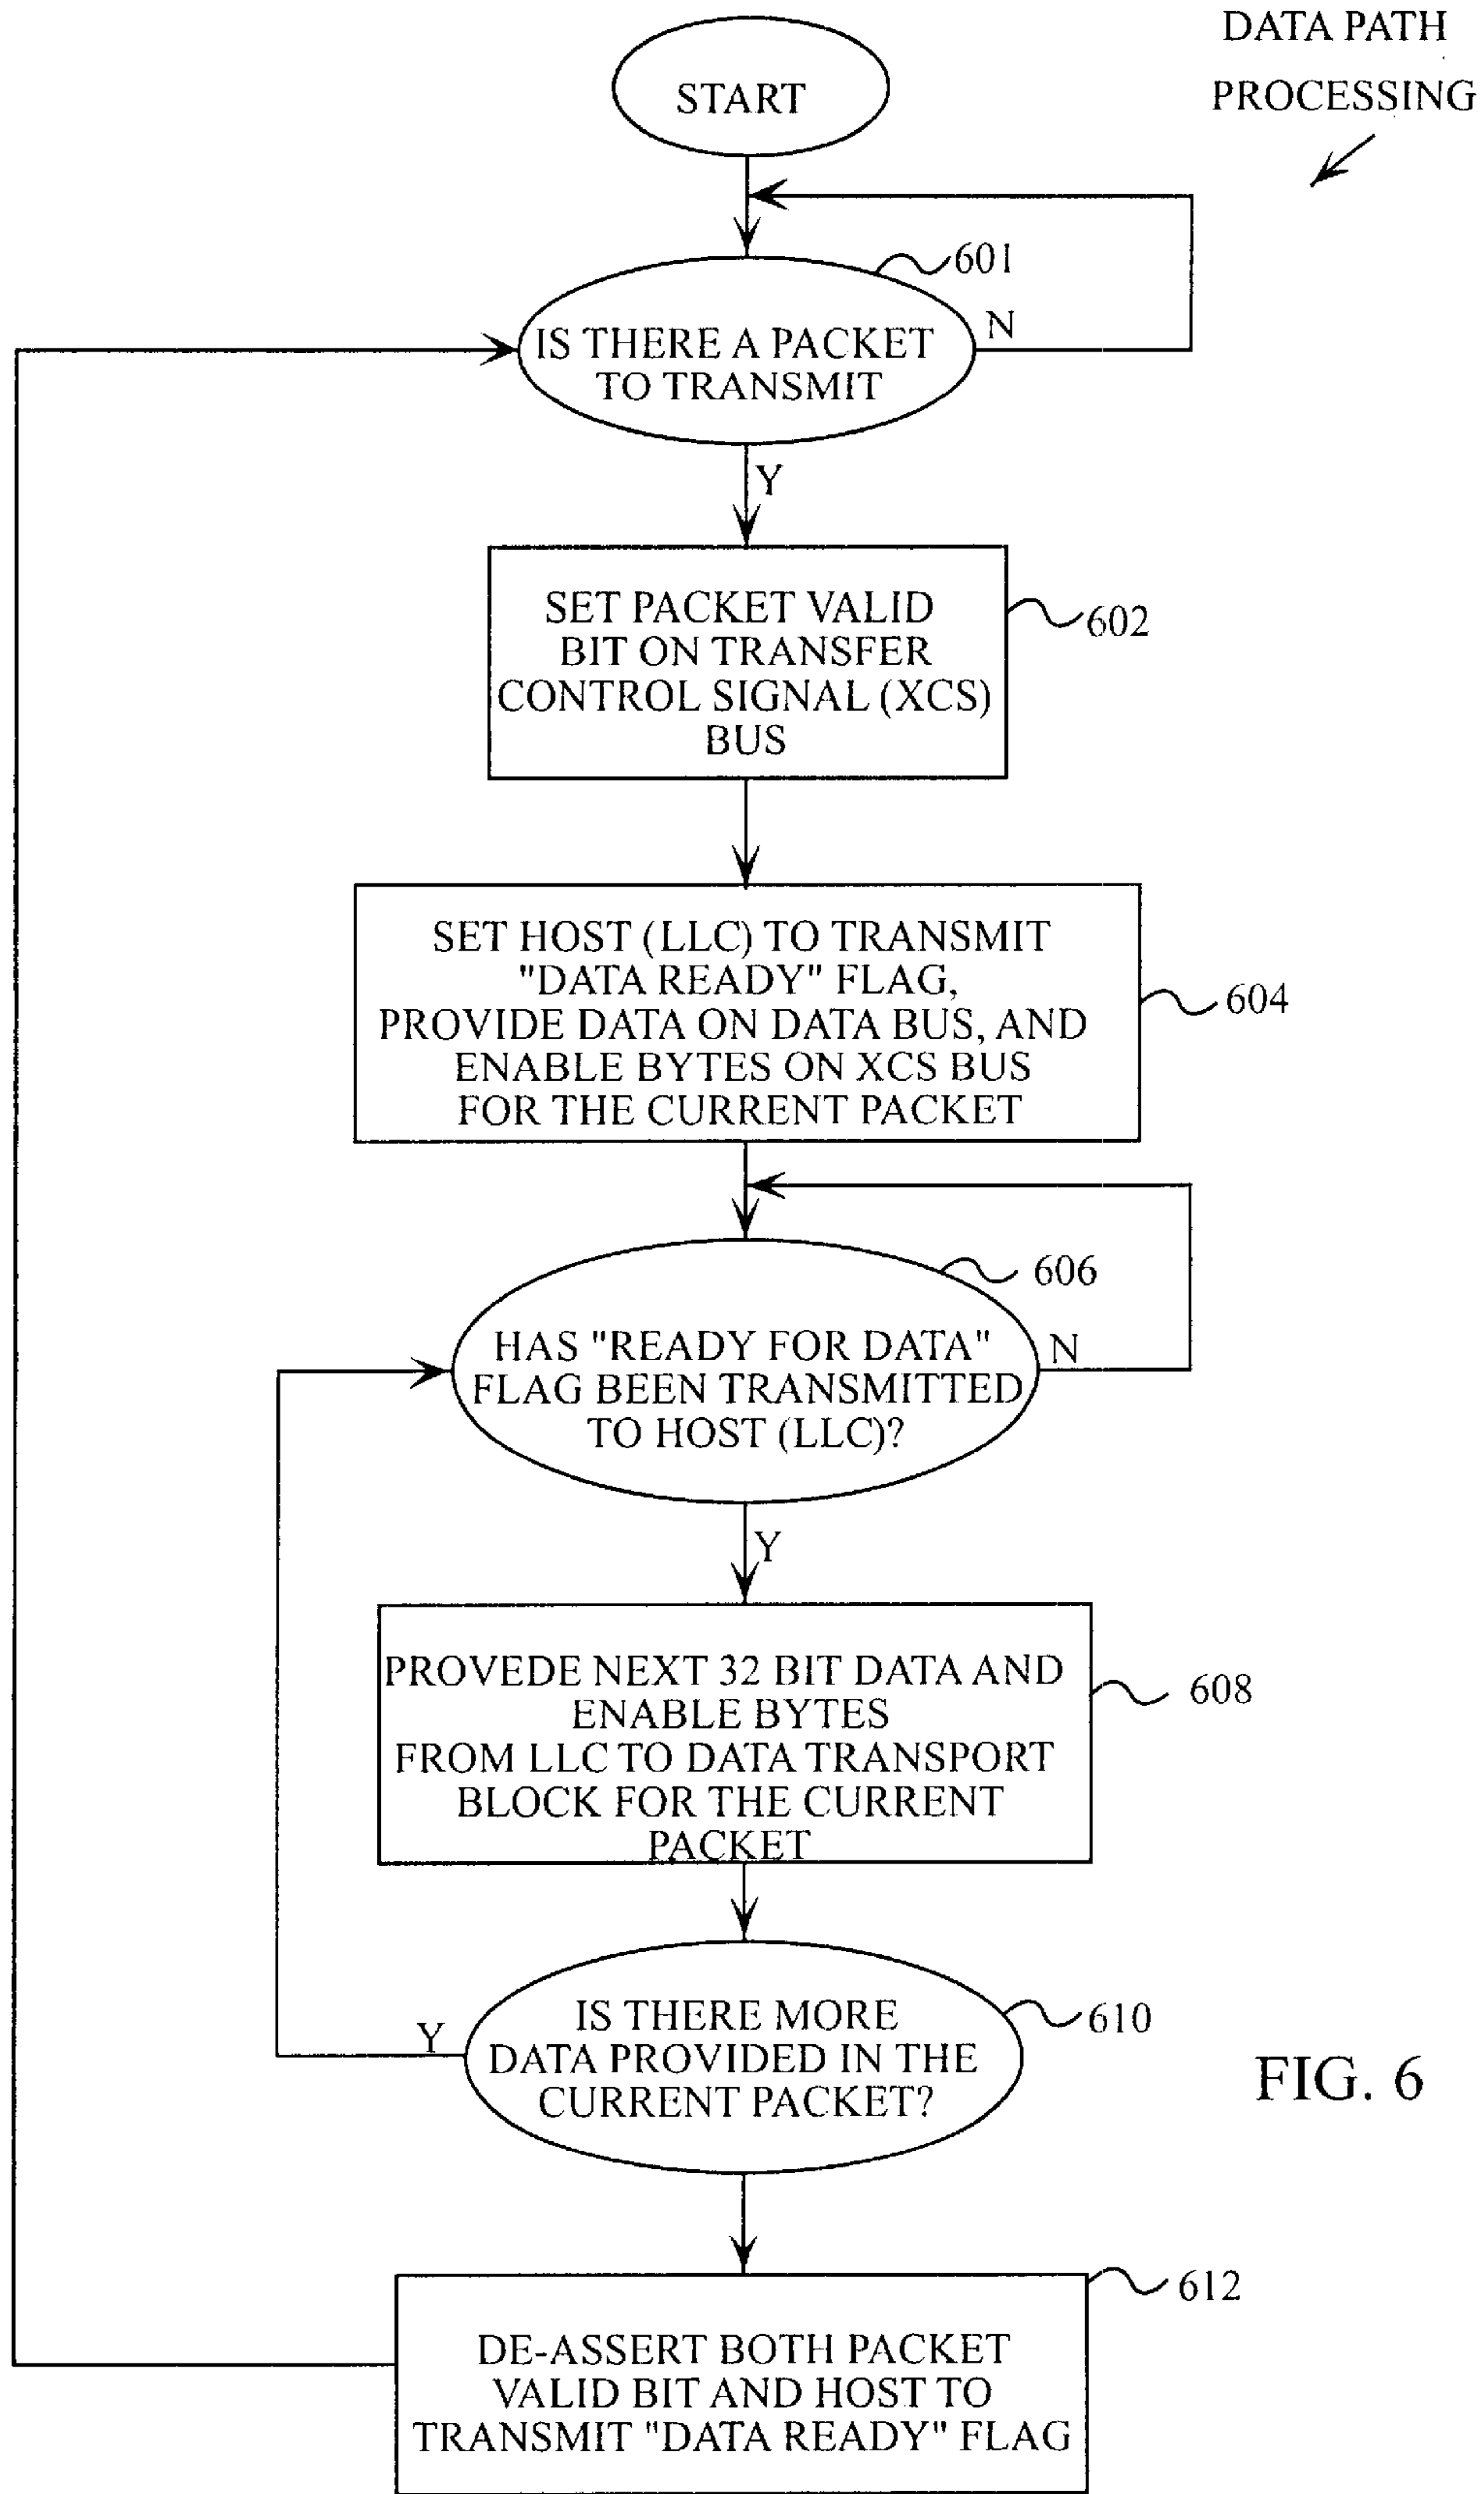 DATA PATH
PROCESSING
START
601
IS THERE A PACKET
TO TRANSMIT
N
Y
SET PACKET VALID
BIT ON TRANSFER
CONTROL SIGNAL (XCS)
BUS
602
SET HOST (LLC) TO TRANSMIT
"DATA READY" FLAG,
PROVIDE DATA ON DATA BUS, AND
ENABLE BYTES ON XCS BUS
FOR THE CURRENT PACKET
604
606
HAS "READY FOR DATA"
FLAG BEEN TRANSMITTED
TO HOST (LLC)?
N
Y
PROVEDE NEXT 32 BIT DATA AND
ENABLE BYTES
FROM LLC TO DATA TRANSPORT
BLOCK FOR THE CURRENT
PACKET
608
IS THERE MORE
DATA PROVIDED IN THE
CURRENT PACKET?
610
Y
FIG. 6
612
DE-ASSERT BOTH PACKET
VALID BIT AND HOST TO
TRANSMIT "DATA READY" FLAG